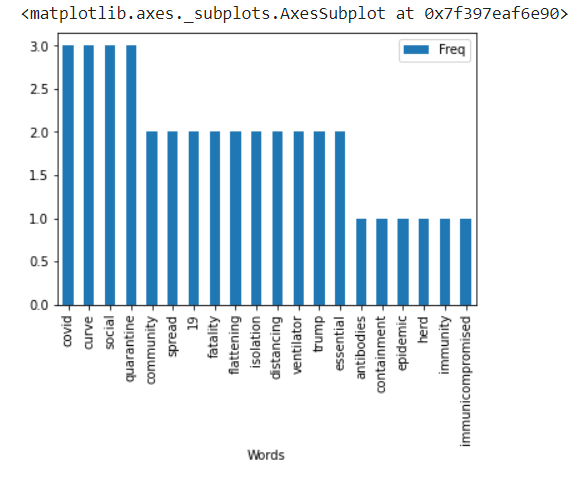 <matplotlib.axes._subplots.AxesSubplot at 0x7f397eaf6e90>
Freq
3.0
2.5
2.0
1.5
1.0
0.5
0.0
covid
curve
social
quarantine
community
spread
19
fatality
flattening
isolation
distancing
ventilator
trump
essential
antibodies
containment
epidemic
herd
immunity
immunicompromised
Words